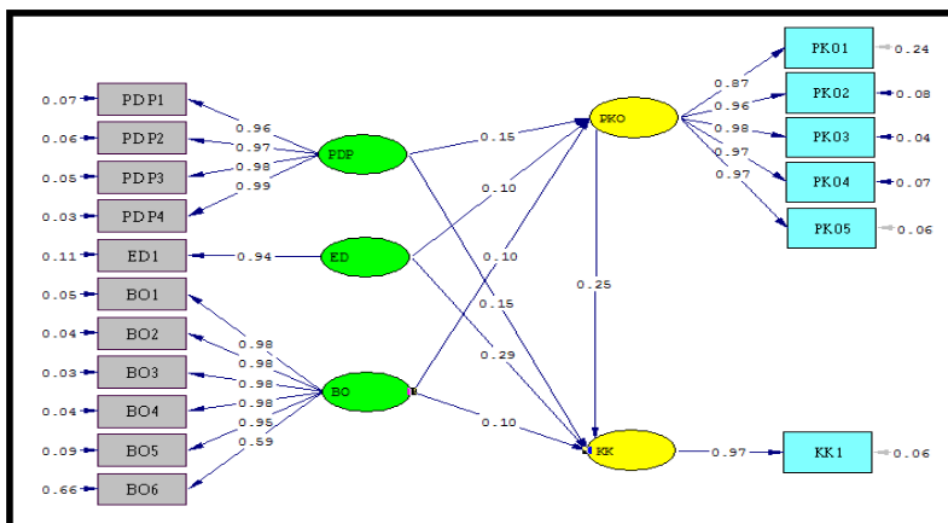 PK01
0.24
0.87
0.07 PDP1
PK02
0.08
0.96
0.06 PDP2
0.96
PK0
0.98
PK03
0.04
0.97
PDP
0.15
0.97
0.05 PDP3
0.98
0.97
PK04
0.07
0.99
0.03 PDP4
0.10
PK05
0.06
0.11 ED1
0.94
ED
0.10
0.05 BO1
0.15
0.25
0.04 BO2
0.98
0.98
0.29
0.03 BO3
0.98
BO
0.04 BO4
0.98
0.10
0.95
0.09 BO5
0.59
KK
0.97
KK1
0.06
0.66 BO6